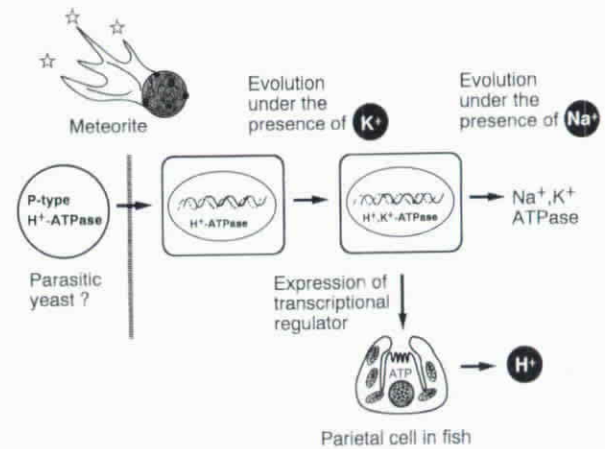 Meteorite
Evolution
under the
presence of K+
Evolution
under the
presence of Na+
P-type
H+-ATPase
H+-ATPase
H+,K+-ATPase
Na+,K+
ATPase
Parasitic
yeast ?
Expression of
transcriptional
regulator
ATP
H+
Parietal cell in fish